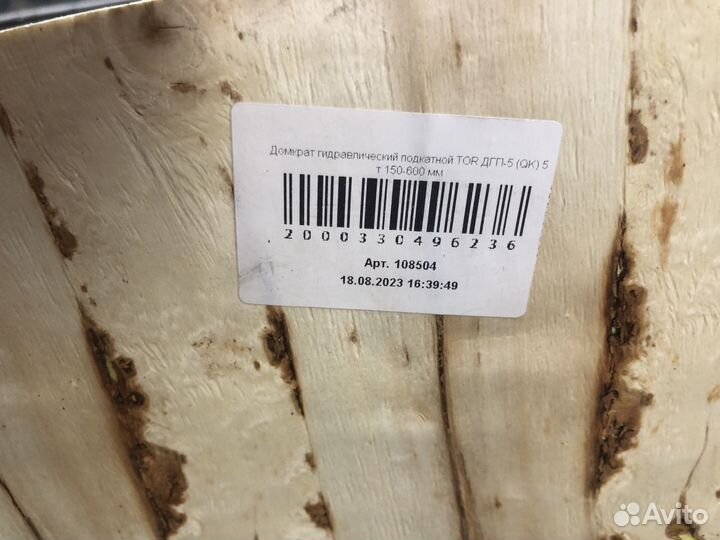 Домкрат гидравлический подкатной TOR ДГП-5 (QK) 5
т 150-600 мм
2000330496236
Арт. 108504
18.08.2023 16:39:49
Avito